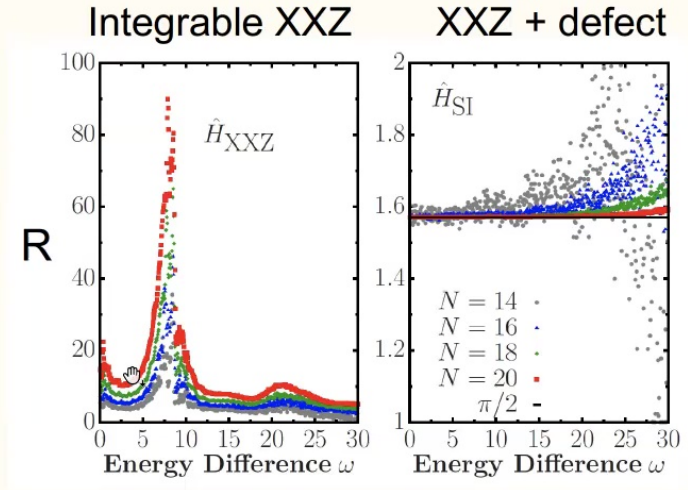 Integrable XXZ
XXZ + defect
R
100
80
60
40
20
0
Ĥ_XXZ
0 5 10 15 20 25 30
Energy Difference ω
2
1.8
1.6
1.4
1.2
1
Ĥ_SI
N = 14
N = 16
N = 18
N = 20
π/2
0 5 10 15 20 25 30
Energy Difference ω